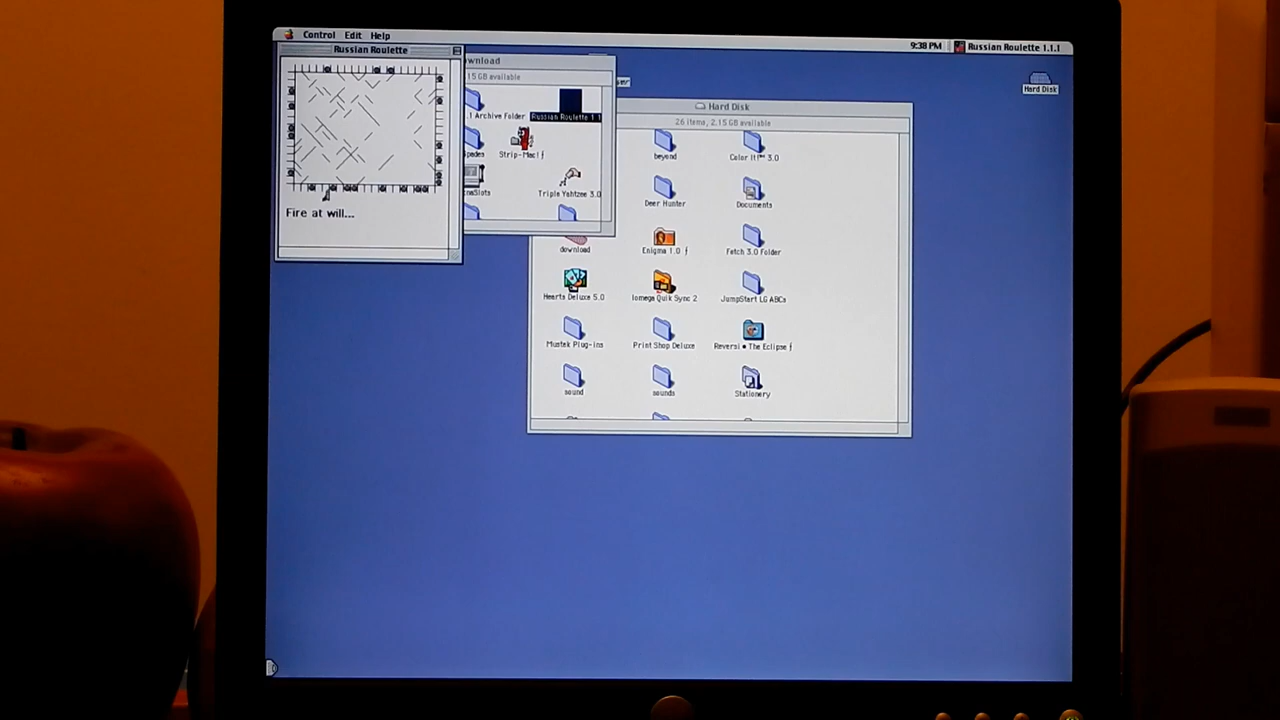 Control Edit Help
9:38 PM Russian Roulette 1.1.1
Russian Roulette
Fire at will...
15 GB available
Archive Folder
Russian Roulette 1.1
Strip-Mac! ƒ
Triple Yahtzee 3.0
Hard Disk
Hard Disk
26 items, 2.15 GB available
beyond
Color It!™ 3.0
Deer Hunter
Documents
download
Enigma 1.0 ƒ
Fetch 3.0 Folder
Hearts Deluxe 5.0
Iomega Quik Sync 2
JumpStart LG ABCs
Mustek Plug-ins
Print Shop Deluxe
Reversi • The Eclipse ƒ
sound
sounds
Stationery